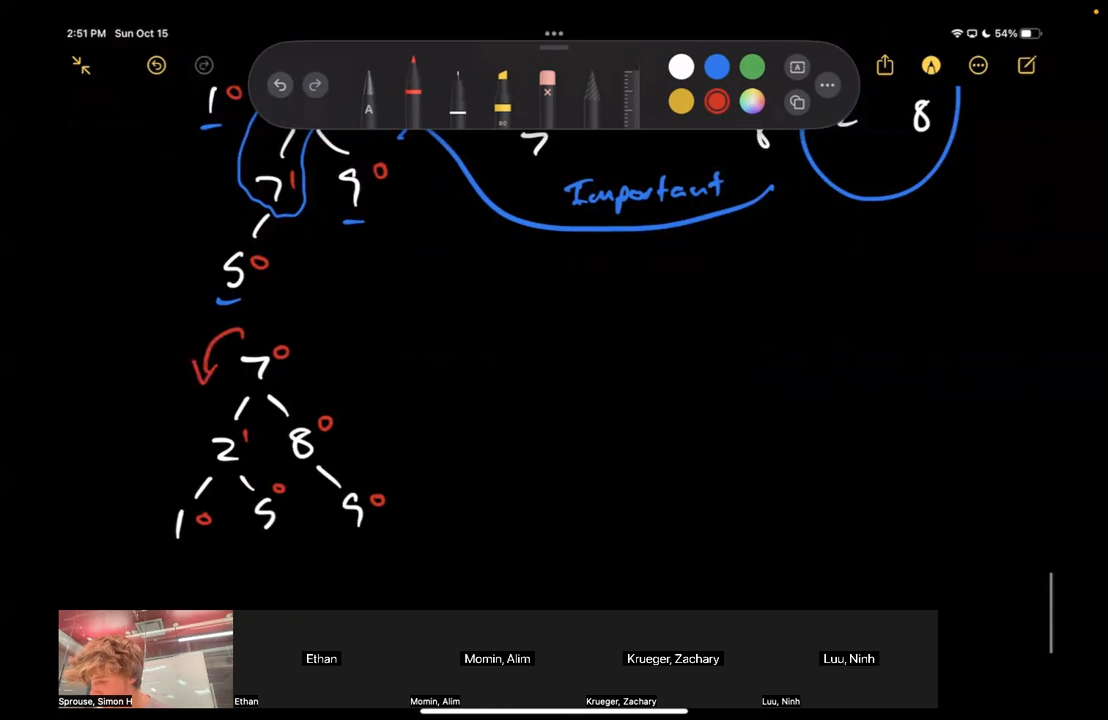 2:51 PM Sun Oct 15
54%
A
80
A
1 0
7
8
7 1
9 0
Important
5 0
7 0
2 1
8 0
1 0
5 0
9 0
Ethan
Momin, Alim
Krueger, Zachary
Luu, Ninh
Sprouse, Simon H
Ethan
Momin, Alim
Krueger, Zachary
Luu, Ninh